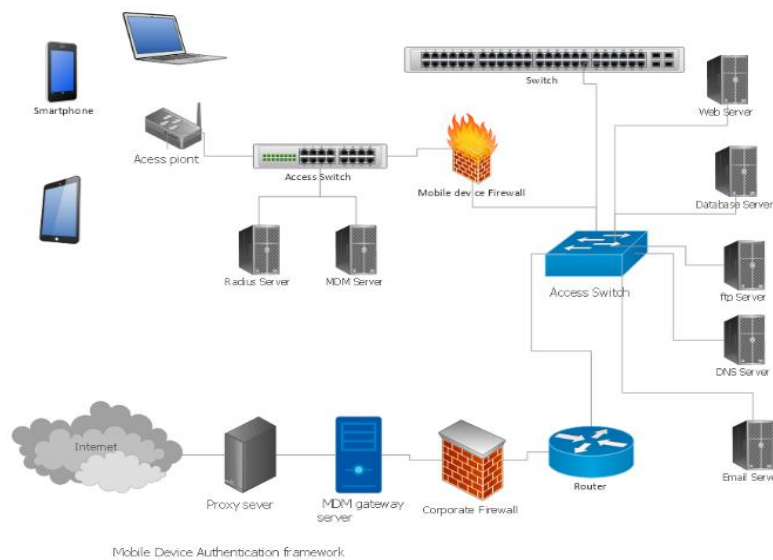 Smartphone
Switch
Web Server
Acess piont
Access Switch
Mobile device Firewall
Database Server
Radius Server
MDM Server
Access Switch
ftp Server
DNS Server
Internet
Proxy sever
MDM gateway
server
Corporate Firewall
Router
Email Serve
Mobile Device Authentication framework